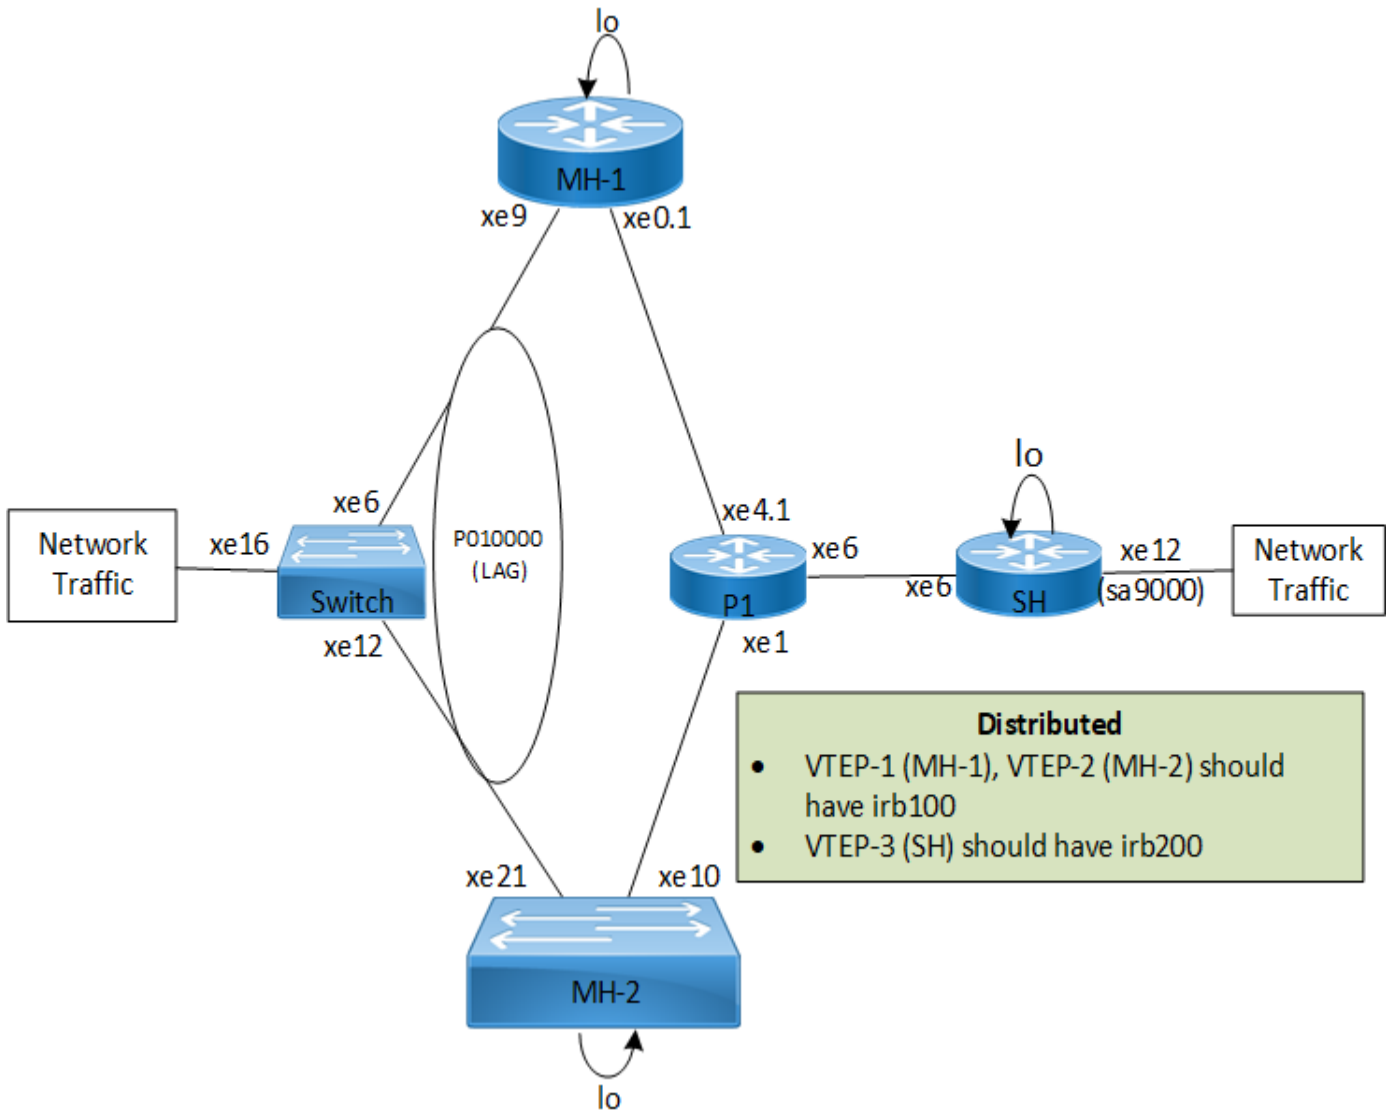 lo
MH-1
xe9
xe0.1
xe6
P010000
(LAG)
Network
Traffic
xe16
Switch
xe12
xe4.1
xe6
P1
xe1
lo
xe6
SH
xe12
(sa9000)
Network
Traffic
Distributed
• VTEP-1 (MH-1), VTEP-2 (MH-2) should
have irb100
• VTEP-3 (SH) should have irb200
xe21
xe10
MH-2
lo